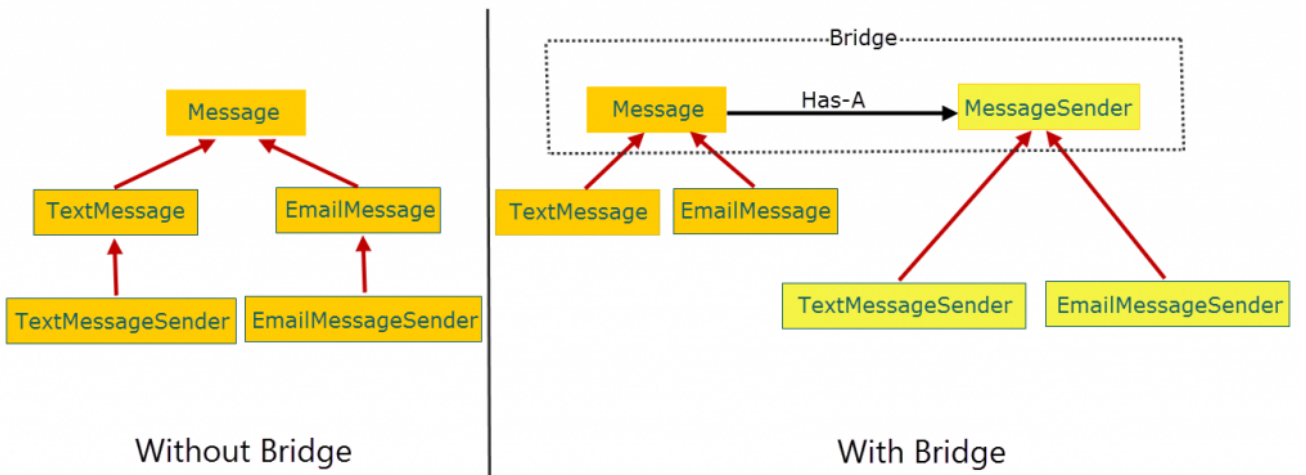 Message
TextMessage
EmailMessage
TextMessageSender
EmailMessageSender
Without Bridge
Bridge
Message
Has-A
MessageSender
TextMessage
EmailMessage
TextMessageSender
EmailMessageSender
With Bridge